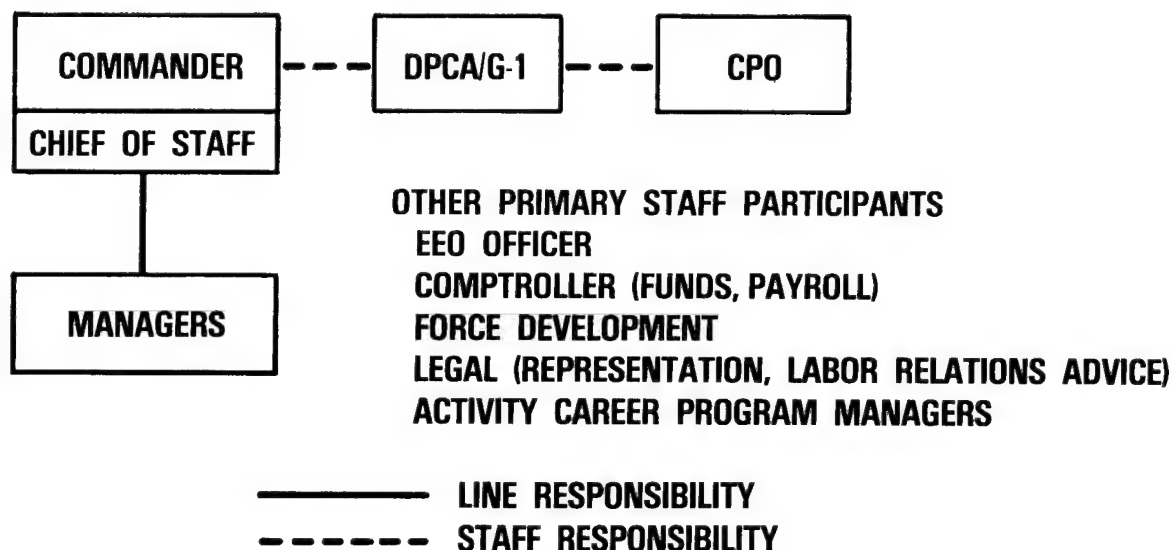 COMMANDER
DPCA/G-1
CPO
CHIEF OF STAFF
MANAGERS
OTHER PRIMARY STAFF PARTICIPANTS
EEO OFFICER
COMPTROLLER (FUNDS, PAYROLL)
FORCE DEVELOPMENT
LEGAL (REPRESENTATION, LABOR RELATIONS ADVICE)
ACTIVITY CAREER PROGRAM MANAGERS
LINE RESPONSIBILITY
STAFF RESPONSIBILITY